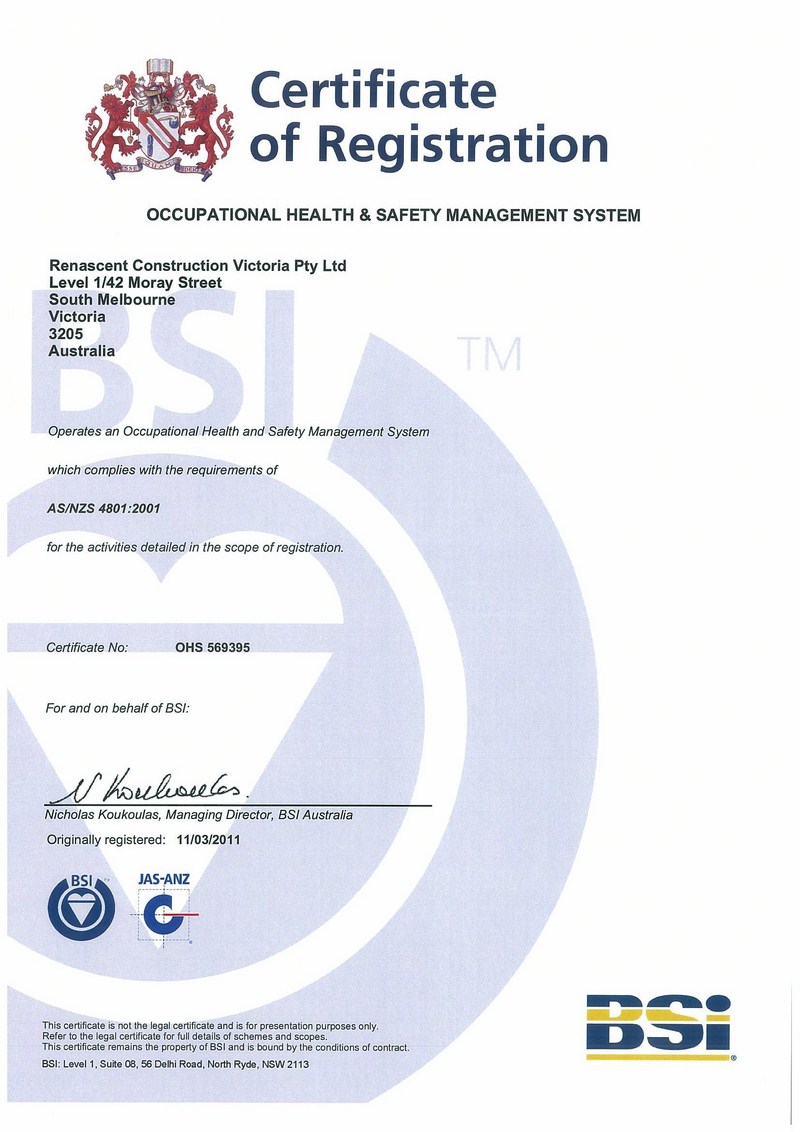 Certificate
of Registration
OCCUPATIONAL HEALTH & SAFETY MANAGEMENT SYSTEM
Renascent Construction Victoria Pty Ltd
Level 1/42 Moray Street
South Melbourne
Victoria
3205
Australia
BSI
TM
Operates an Occupational Health and Safety Management System
which complies with the requirements of
AS/NZS 4801:2001
for the activities detailed in the scope of registration.
Certificate No: OHS 569395
For and on behalf of BSI:
N Koukoulas.
Nicholas Koukoulas, Managing Director, BSI Australia
Originally registered: 11/03/2011
BSI TM
JAS-ANZ
This certificate is not the legal certificate and is for presentation purposes only.
Refer to the legal certificate for full details of schemes and scopes.
This certificate remains the property of BSI and is bound by the conditions of contract.
BSI: Level 1, Suite 08, 56 Delhi Road, North Ryde, NSW 2113
BSi®